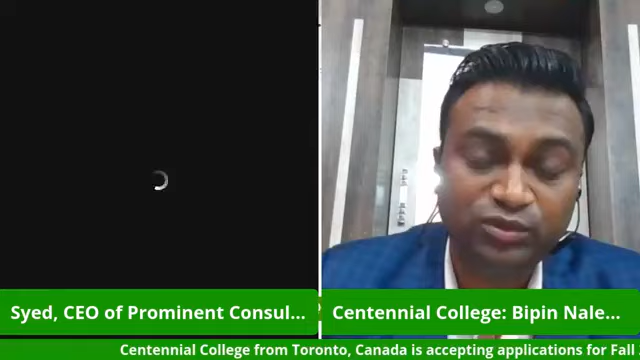 Syed, CEO of Prominent Consul...
Centennial College: Bipin Nale...
Centennial College from Toronto, Canada is accepting applications for Fall